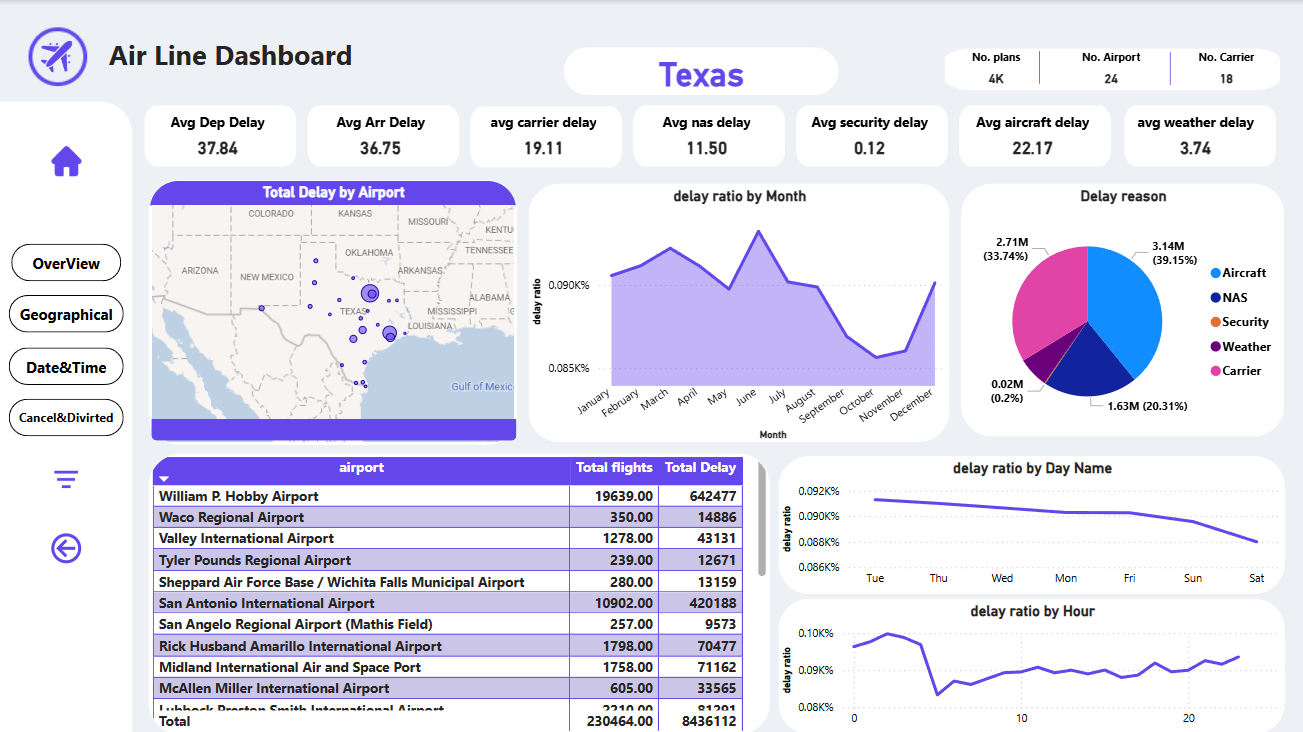 Air Line Dashboard
Texas
No. plans
4K
No. Airport
24
No. Carrier
18
Avg Dep Delay
37.84
Avg Arr Delay
36.75
avg carrier delay
19.11
Avg nas delay
11.50
Avg security delay
0.12
Avg aircraft delay
22.17
avg weather delay
3.74
OverView
Geographical
Date&Time
Cancel&Divirted
Total Delay by Airport
COLORADO
KANSAS
MISSOURI
KENTU
OKLAHOMA
TENNESSEE
ARIZONA
NEW MEXICO
ARKANSAS
ALABAMA
MISSISSIPPI
TEXAS
LOUISIANA
G
Gulf of Mexic
delay ratio by Month
delay ratio
0.090K%
0.085K%
January
February
March
April
May
June
July
August
September
October
November
December
Month
Delay reason
2.71M
(33.74%)
3.14M
(39.15%)
0.02M
(0.2%)
1.63M (20.31%)
Aircraft
NAS
Security
Weather
Carrier
airport Total flights Total Delay
William P. Hobby Airport 19639.00 642477
Waco Regional Airport 350.00 14886
Valley International Airport 1278.00 43131
Tyler Pounds Regional Airport 239.00 12671
Sheppard Air Force Base / Wichita Falls Municipal Airport 280.00 13159
San Antonio International Airport 10902.00 420188
San Angelo Regional Airport (Mathis Field) 257.00 9573
Rick Husband Amarillo International Airport 1798.00 70477
Midland International Air and Space Port 1758.00 71162
McAllen Miller International Airport 605.00 33565
Lubbock Preston Smith International Airport 2210.00 81291
Total 230464.00 8436112
delay ratio by Day Name
delay ratio
0.092K%
0.090K%
0.088K%
0.086K%
Tue Thu Wed Mon Fri Sun Sat
delay ratio by Hour
delay ratio
0.10K%
0.09K%
0.08K%
0 10 20